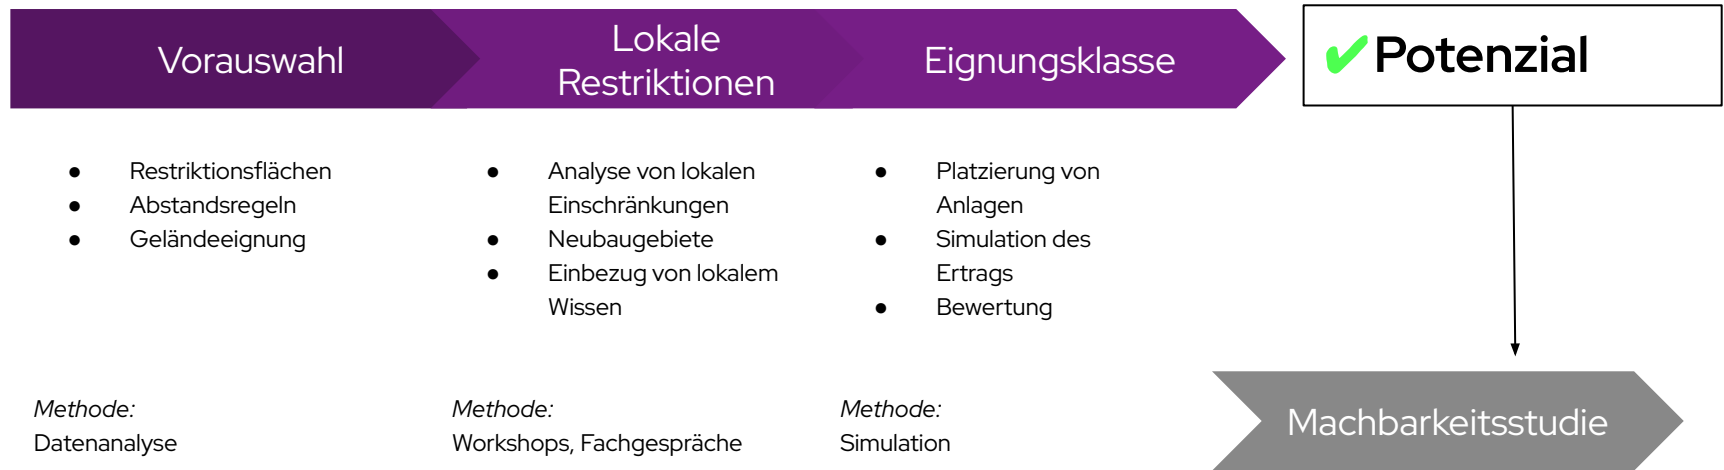 Vorauswahl
Lokale
Restriktionen
Eignungsklasse
✔Potenzial
● Restriktionsflächen
● Abstandsregeln
● Geländeeignung
● Analyse von lokalen
Einschränkungen
● Neubaugebiete
● Einbezug von lokalem
Wissen
● Platzierung von
Anlagen
● Simulation des
Ertrags
● Bewertung
Methode:
Datenanalyse
Methode:
Workshops, Fachgespräche
Methode:
Simulation
Machbarkeitsstudie